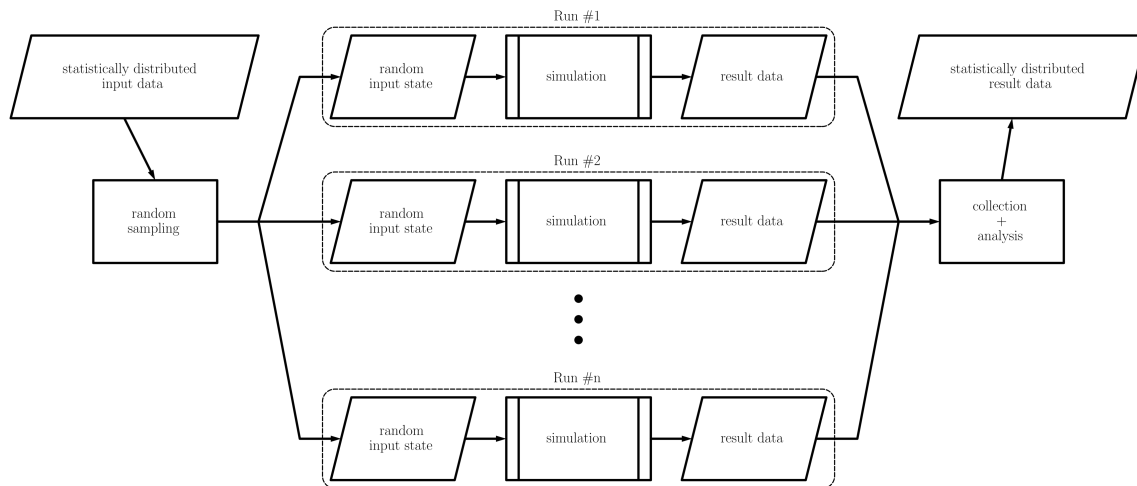 Run #1
statistically distributed
input data
random
input state
simulation
result data
statistically distributed
result data
Run #2
random
sampling
random
input state
simulation
result data
collection
+
analysis
Run #n
random
input state
simulation
result data